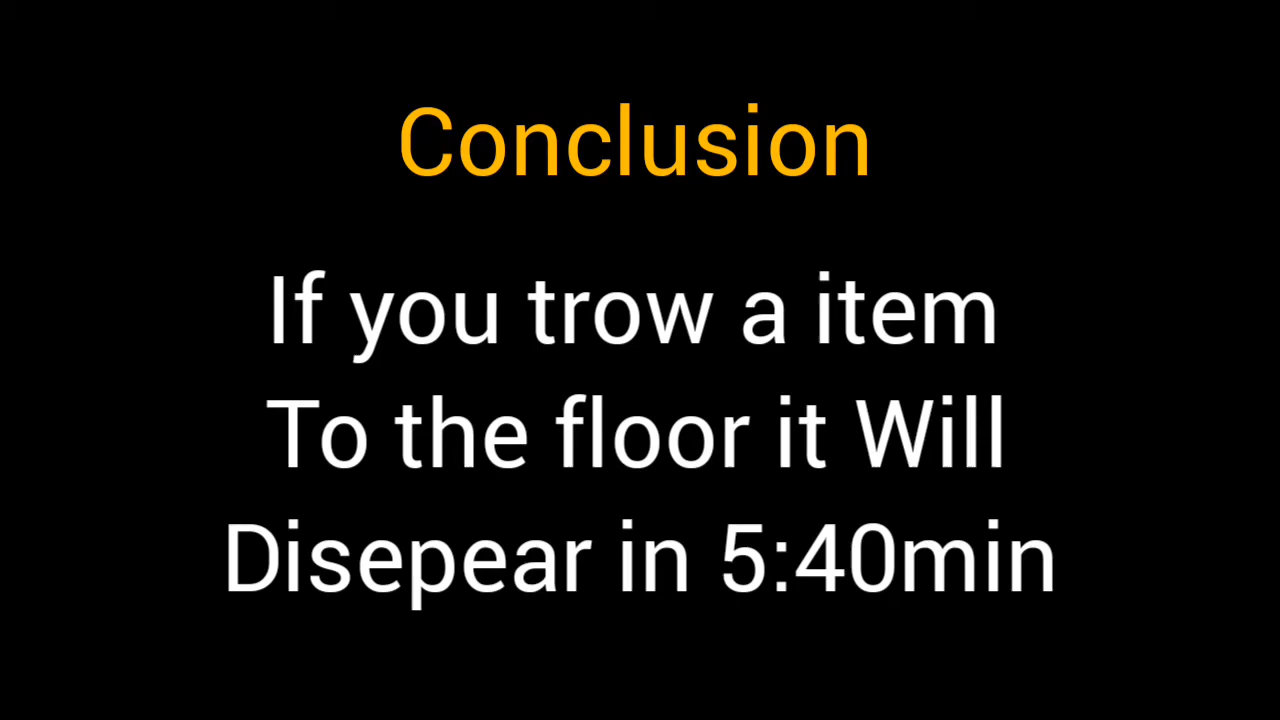 Conclusion
If you trow a item
To the floor it Will
Disepear in 5:40min